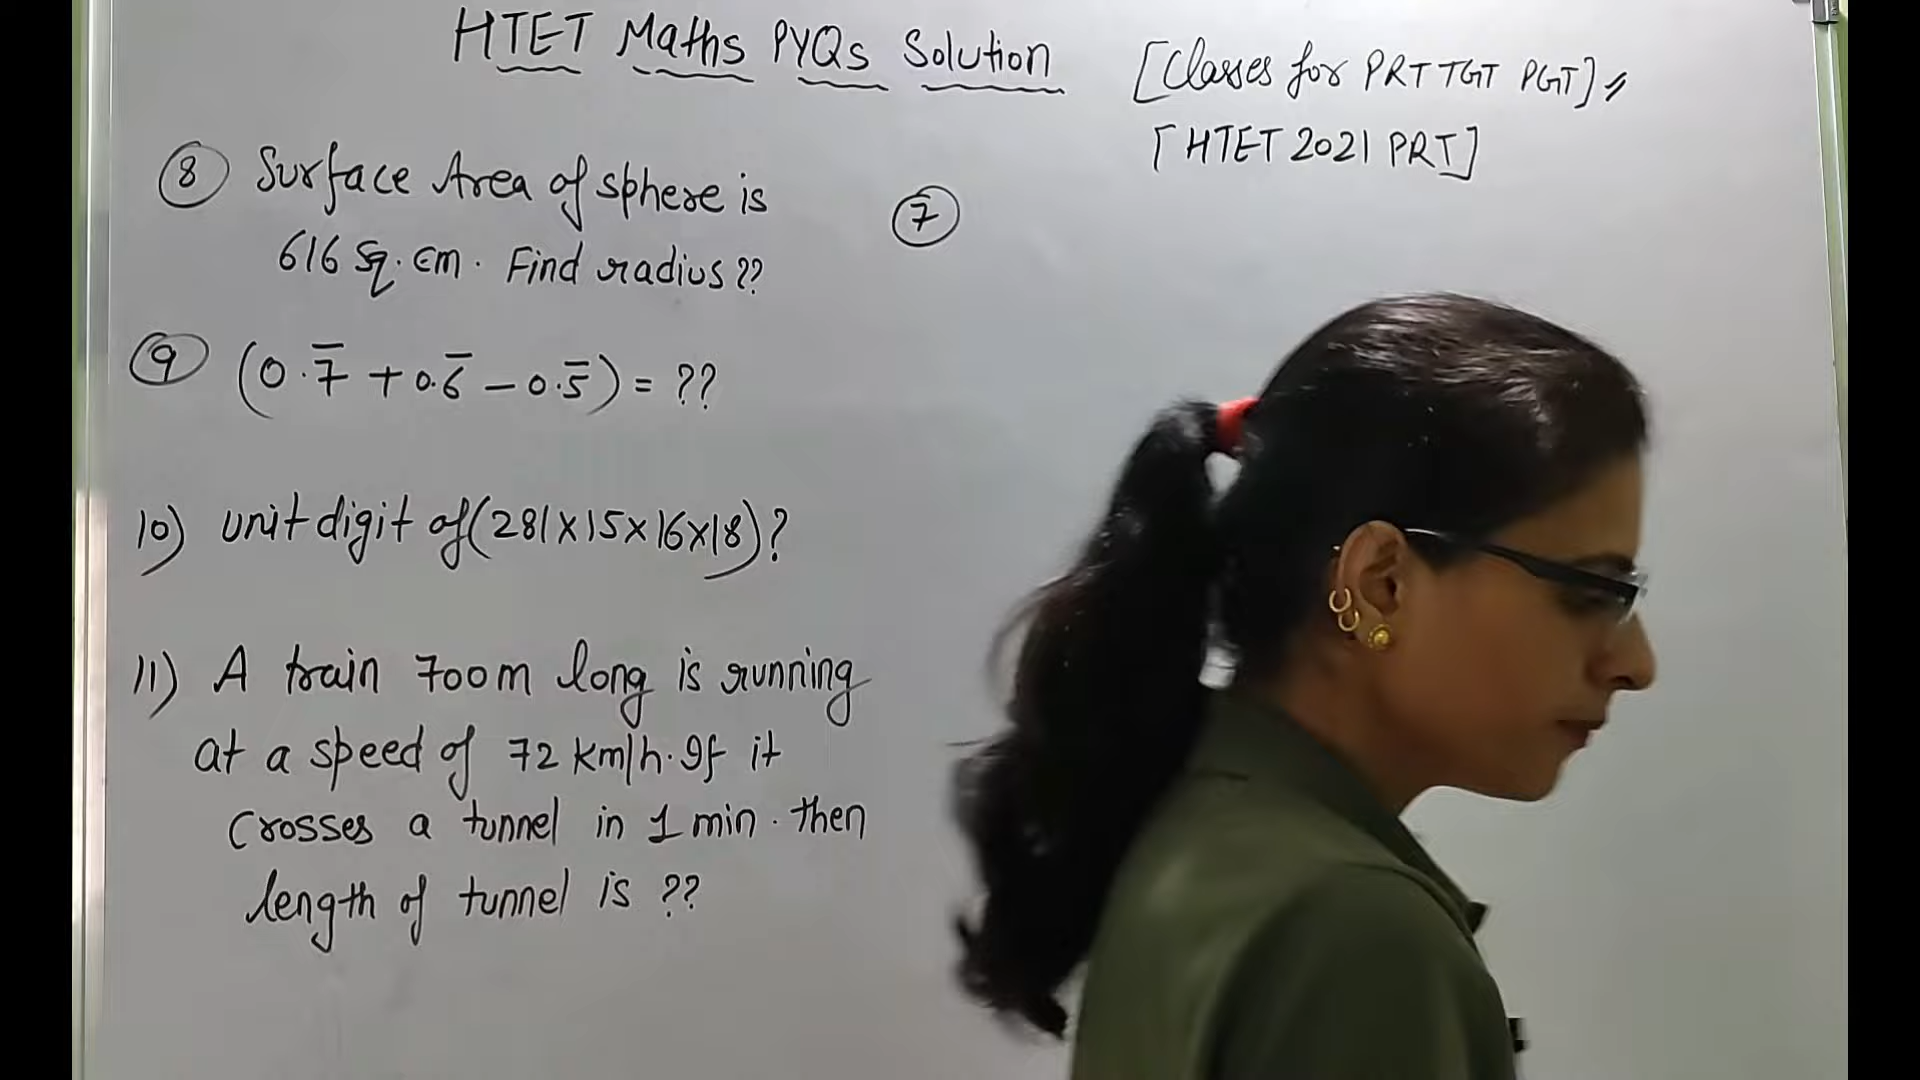 HTET Maths PYQs Solution
[Classes for PRT TGT PGT]
[HTET 2021 PRT]
⑧ Surface Area of sphere is
616 sq. cm. Find radius ??
⑨ (0.7̅ + 0.6̅ – 0.5̅) = ??
10) unit digit of (281×15×16×18)?
11) A train 700m long is running
at a speed of 72 km/h. If it
crosses a tunnel in 1 min. then
length of tunnel is ??
⑦